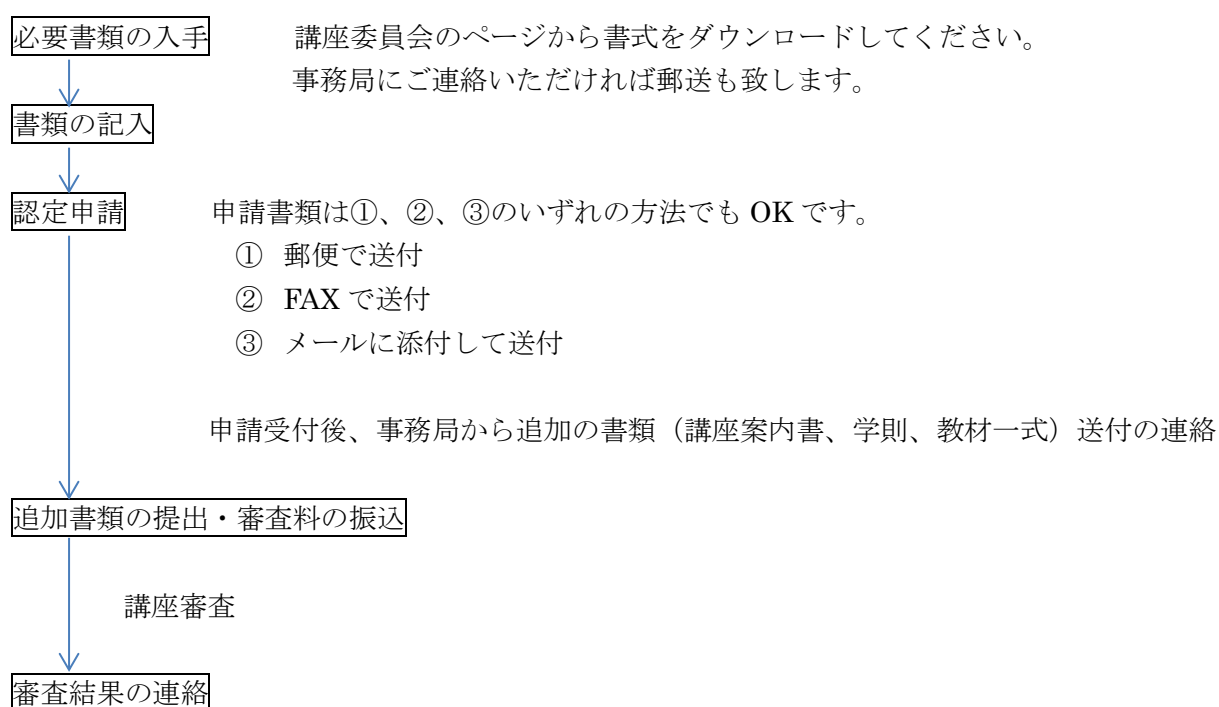 必要書類の入手　講座委員会のページから書式をダウンロードしてください。
事務局にご連絡いただければ郵送も致します。
書類の記入
認定申請　申請書類は①、②、③のいずれの方法でも OK です。
① 郵便で送付
② FAX で送付
③ メールに添付して送付
申請受付後、事務局から追加の書類（講座案内書、学則、教材一式）送付の連絡
追加書類の提出・審査料の振込
講座審査
審査結果の連絡